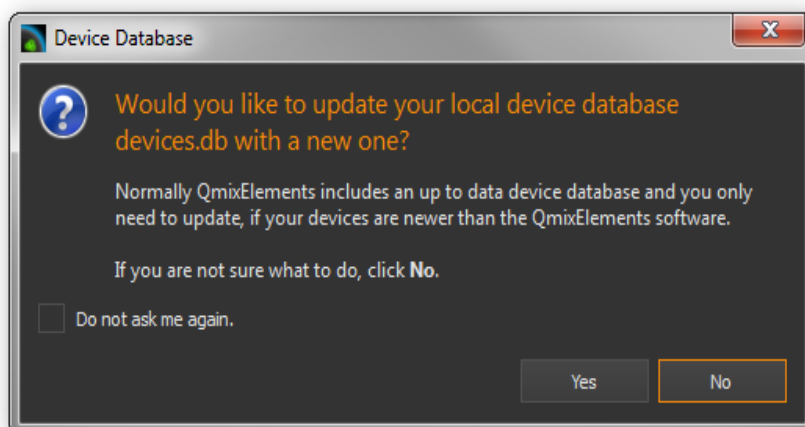 Device Database
Would you like to update your local device database
devices.db with a new one?
Normally QmixElements includes an up to data device database and you only
need to update, if your devices are newer than the QmixElements software.
If you are not sure what to do, click No.
Do not ask me again.
Yes No